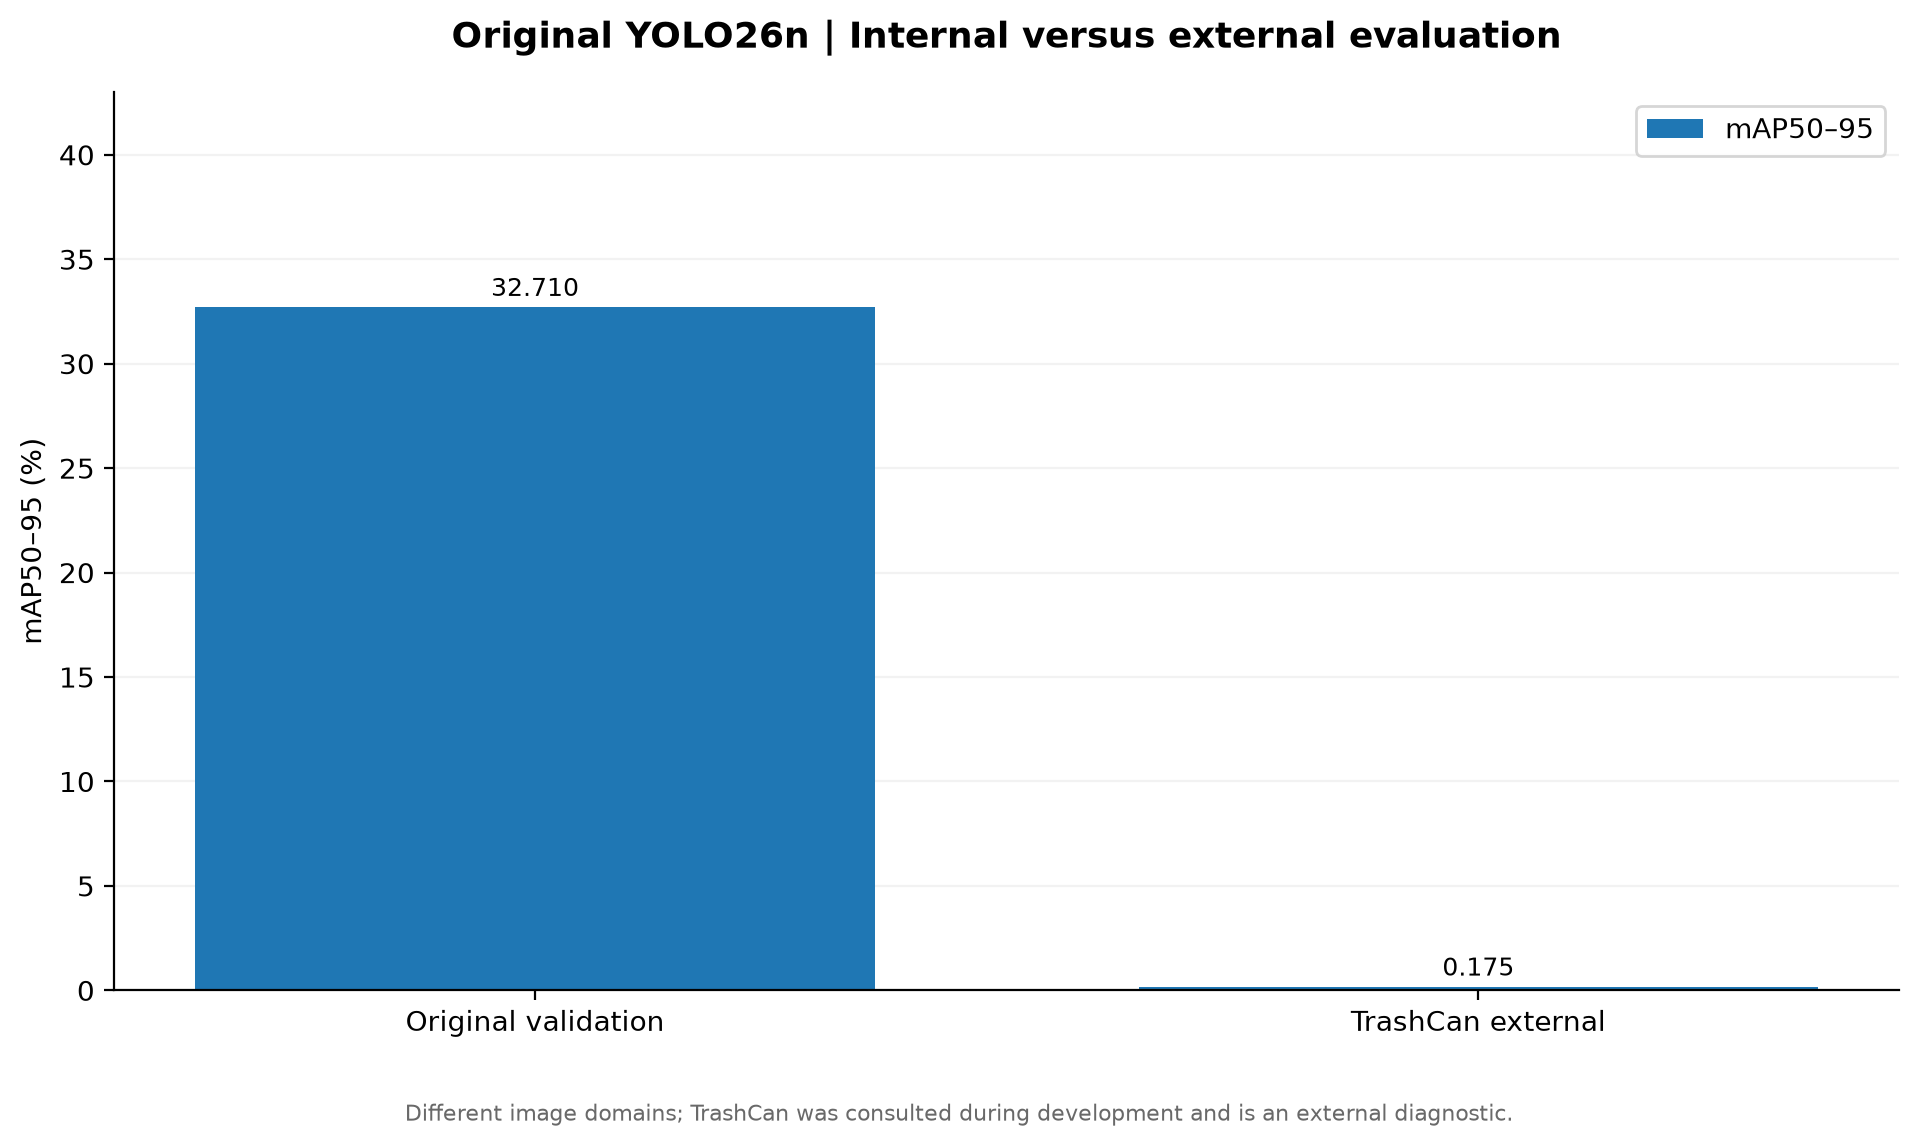 Original YOLO26n | Internal versus external evaluation
mAP50–95
40
35
32.710
30
25
mAP50–95 (%)
20
15
10
5
0.175
0
Original validation
TrashCan external
Different image domains; TrashCan was consulted during development and is an external diagnostic.